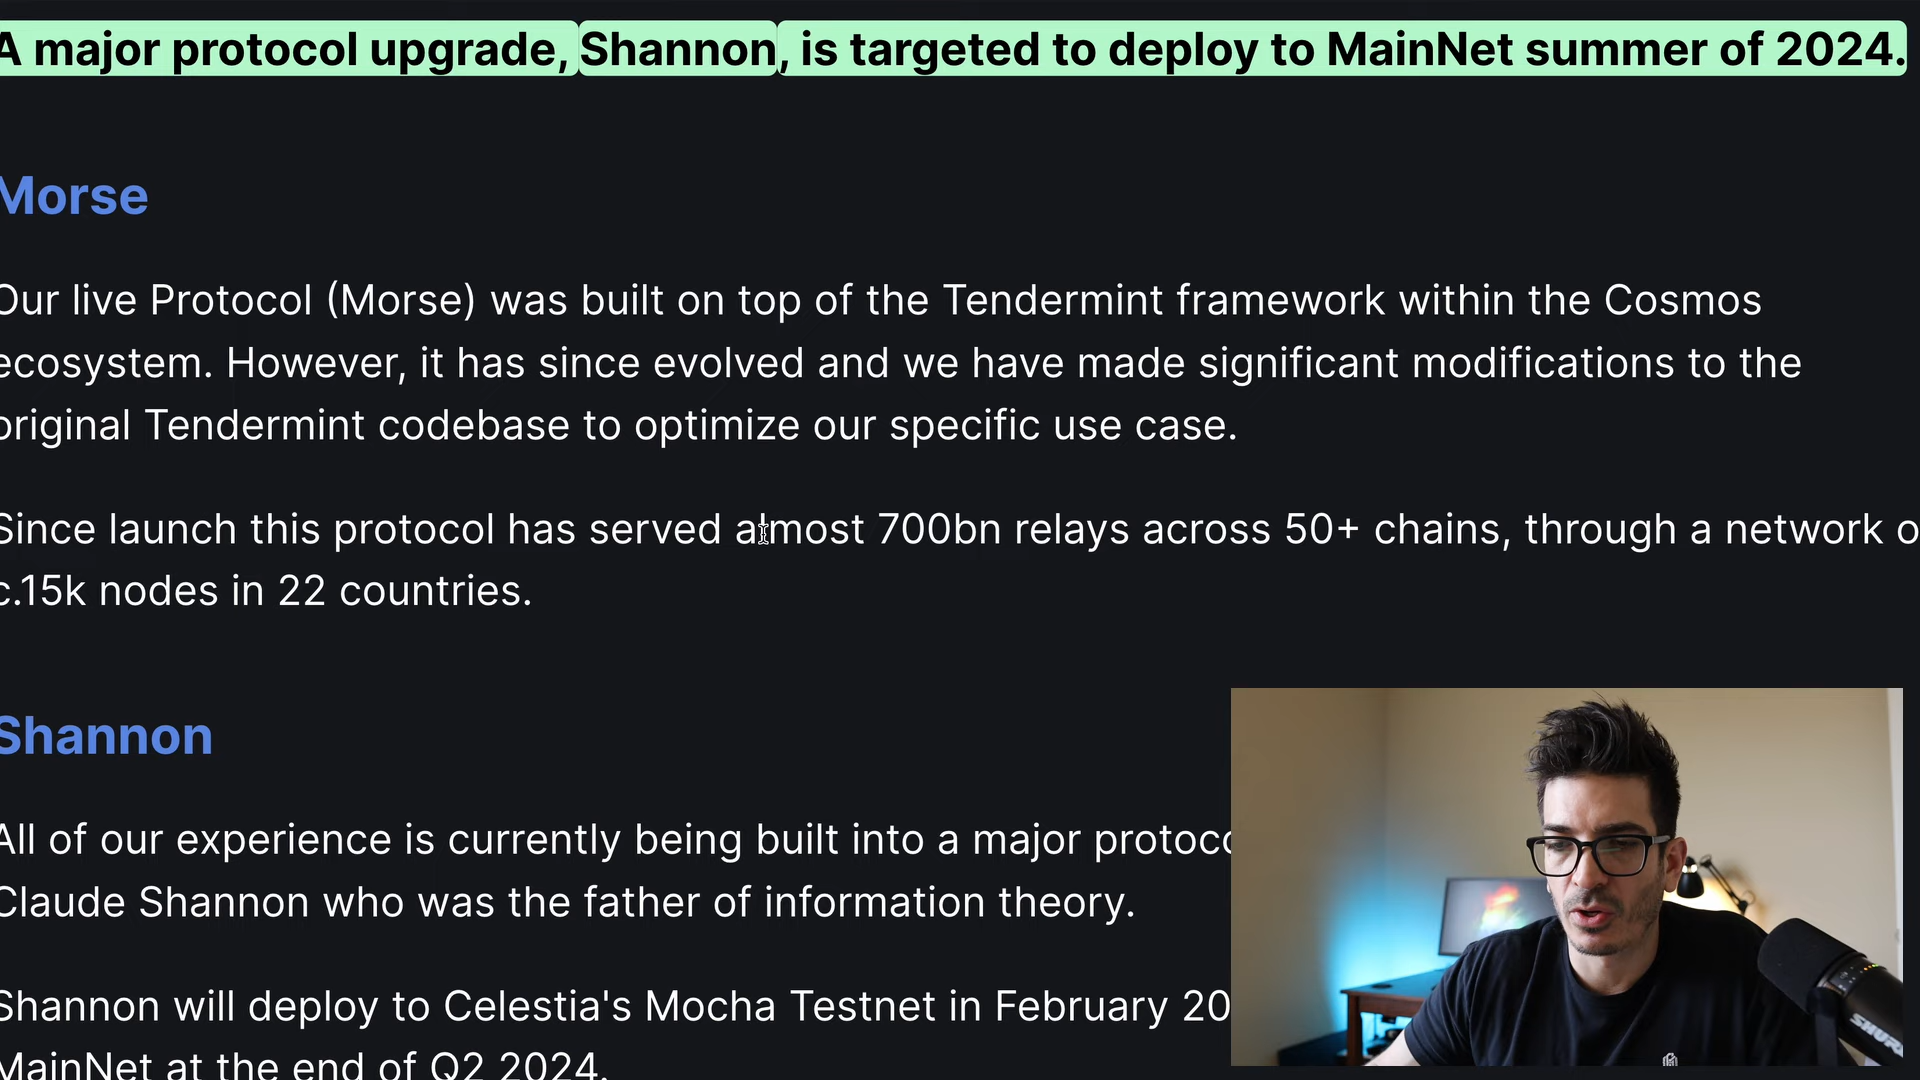 A major protocol upgrade, Shannon, is targeted to deploy to MainNet summer of 2024.
Morse
Our live Protocol (Morse) was built on top of the Tendermint framework within the Cosmos
ecosystem. However, it has since evolved and we have made significant modifications to the
original Tendermint codebase to optimize our specific use case.
Since launch this protocol has served almost 700bn relays across 50+ chains, through a network o
c.15k nodes in 22 countries.
Shannon
All of our experience is currently being built into a major protoco
Claude Shannon who was the father of information theory.
Shannon will deploy to Celestia's Mocha Testnet in February 20
MainNet at the end of Q2 2024.
SHURE